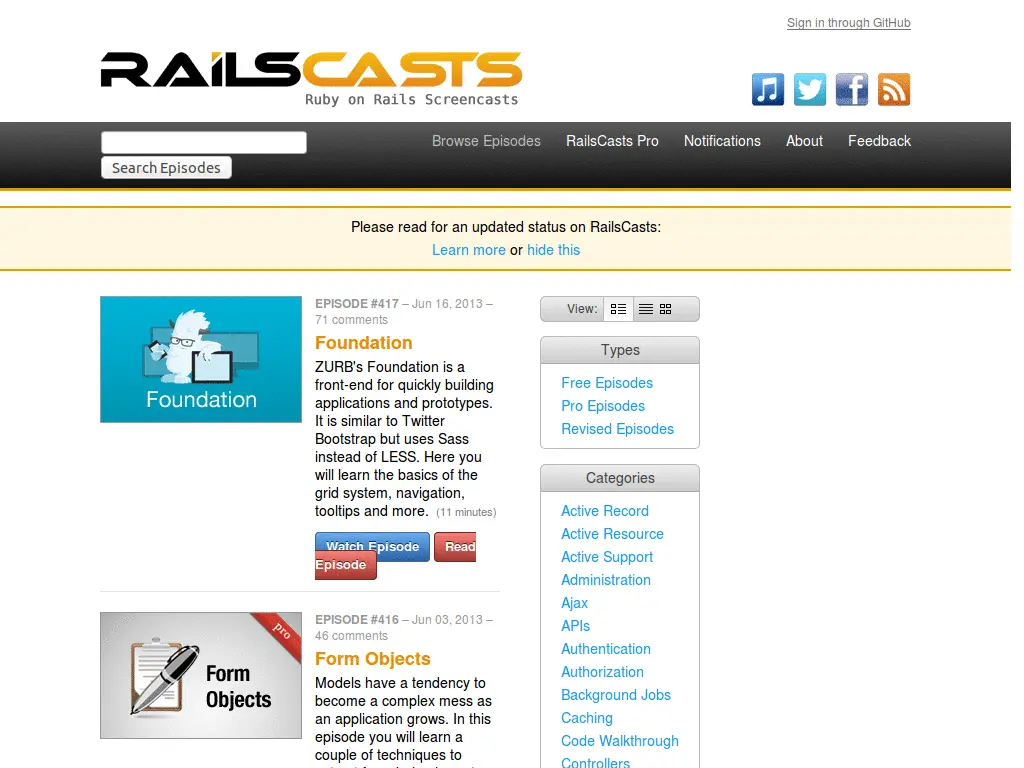 Sign in through GitHub
RAILSCASTS
Ruby on Rails Screencasts
Browse Episodes RailsCasts Pro Notifications About Feedback
Search Episodes
Please read for an updated status on RailsCasts:
Learn more or hide this
Foundation
EPISODE #417 – Jun 16, 2013 –
71 comments
Foundation
ZURB's Foundation is a
front-end for quickly building
applications and prototypes.
It is similar to Twitter
Bootstrap but uses Sass
instead of LESS. Here you
will learn the basics of the
grid system, navigation,
tooltips and more. (11 minutes)
Watch Episode Read
Episode
pro
Form
Objects
EPISODE #416 – Jun 03, 2013 –
46 comments
Form Objects
Models have a tendency to
become a complex mess as
an application grows. In this
episode you will learn a
couple of techniques to
View:
Types
Free Episodes
Pro Episodes
Revised Episodes
Categories
Active Record
Active Resource
Active Support
Administration
Ajax
APIs
Authentication
Authorization
Background Jobs
Caching
Code Walkthrough
Controllers